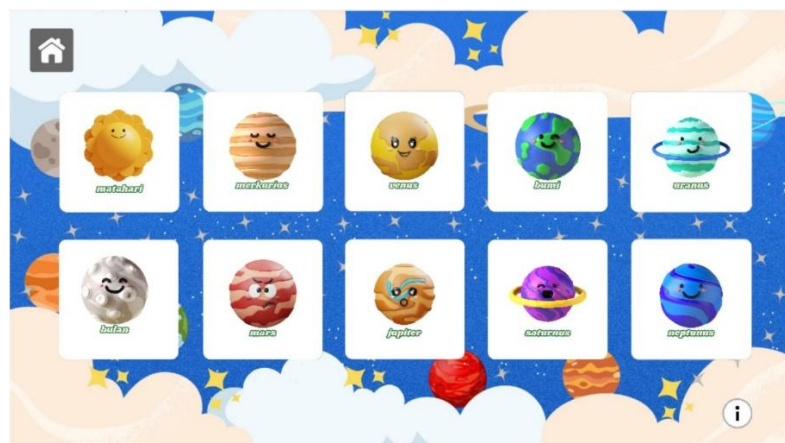 matahari
merkurius
venus
bumi
uranus
bulan
mars
jupiter
saturnus
neptunus
i